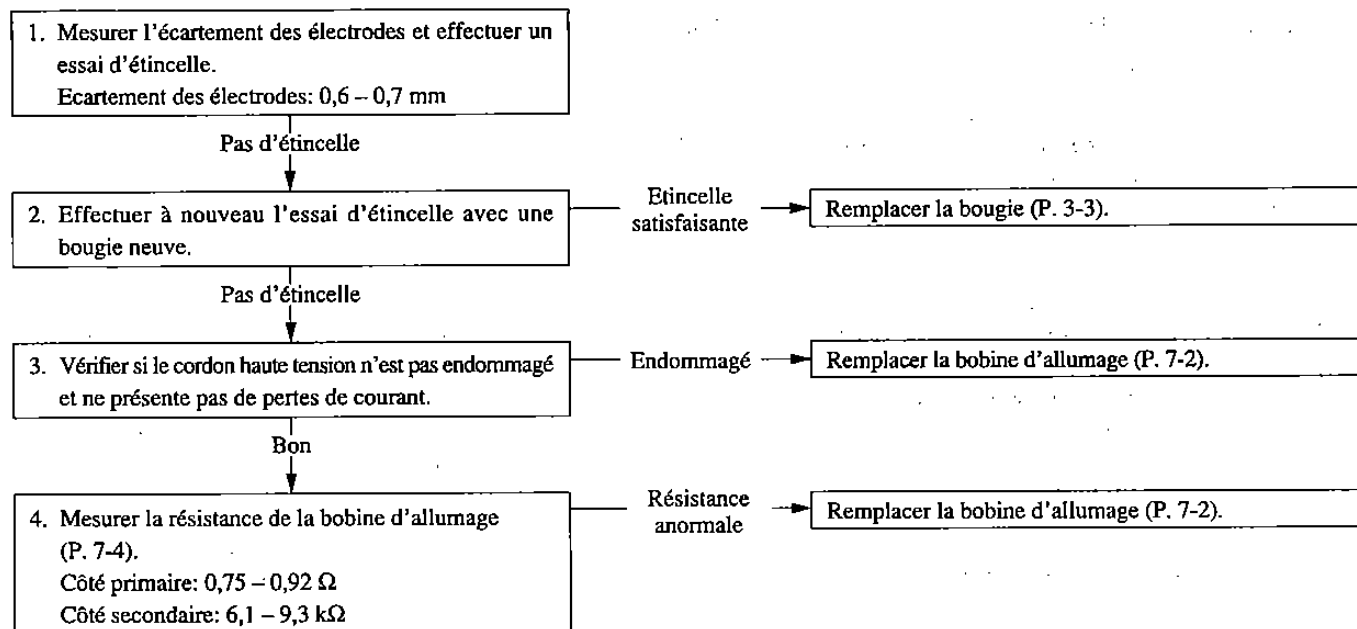 1. Mesurer l'écartement des électrodes et effectuer un
essai d'étincelle.
Ecartement des électrodes: 0,6 – 0,7 mm
Pas d'étincelle
2. Effectuer à nouveau l'essai d'étincelle avec une
bougie neuve.
Etincelle
satisfaisante
Remplacer la bougie (P. 3-3).
Pas d'étincelle
3. Vérifier si le cordon haute tension n'est pas endommagé
et ne présente pas de pertes de courant.
Endommagé
Remplacer la bobine d'allumage (P. 7-2).
Bon
4. Mesurer la résistance de la bobine d'allumage
(P. 7-4).
Côté primaire: 0,75 – 0,92 Ω
Côté secondaire: 6,1 – 9,3 kΩ
Résistance
anormale
Remplacer la bobine d'allumage (P. 7-2).